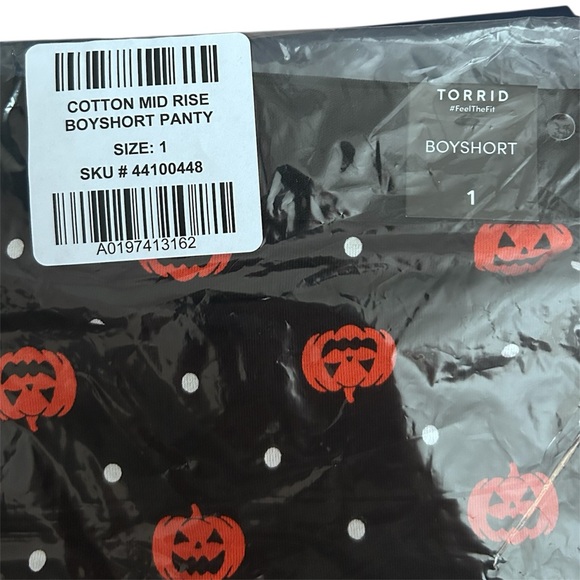 COTTON MID RISE
BOYSHORT PANTY
SIZE: 1
SKU # 44100448
A0197413162
TORRID
#FeelTheFit
BOYSHORT
1